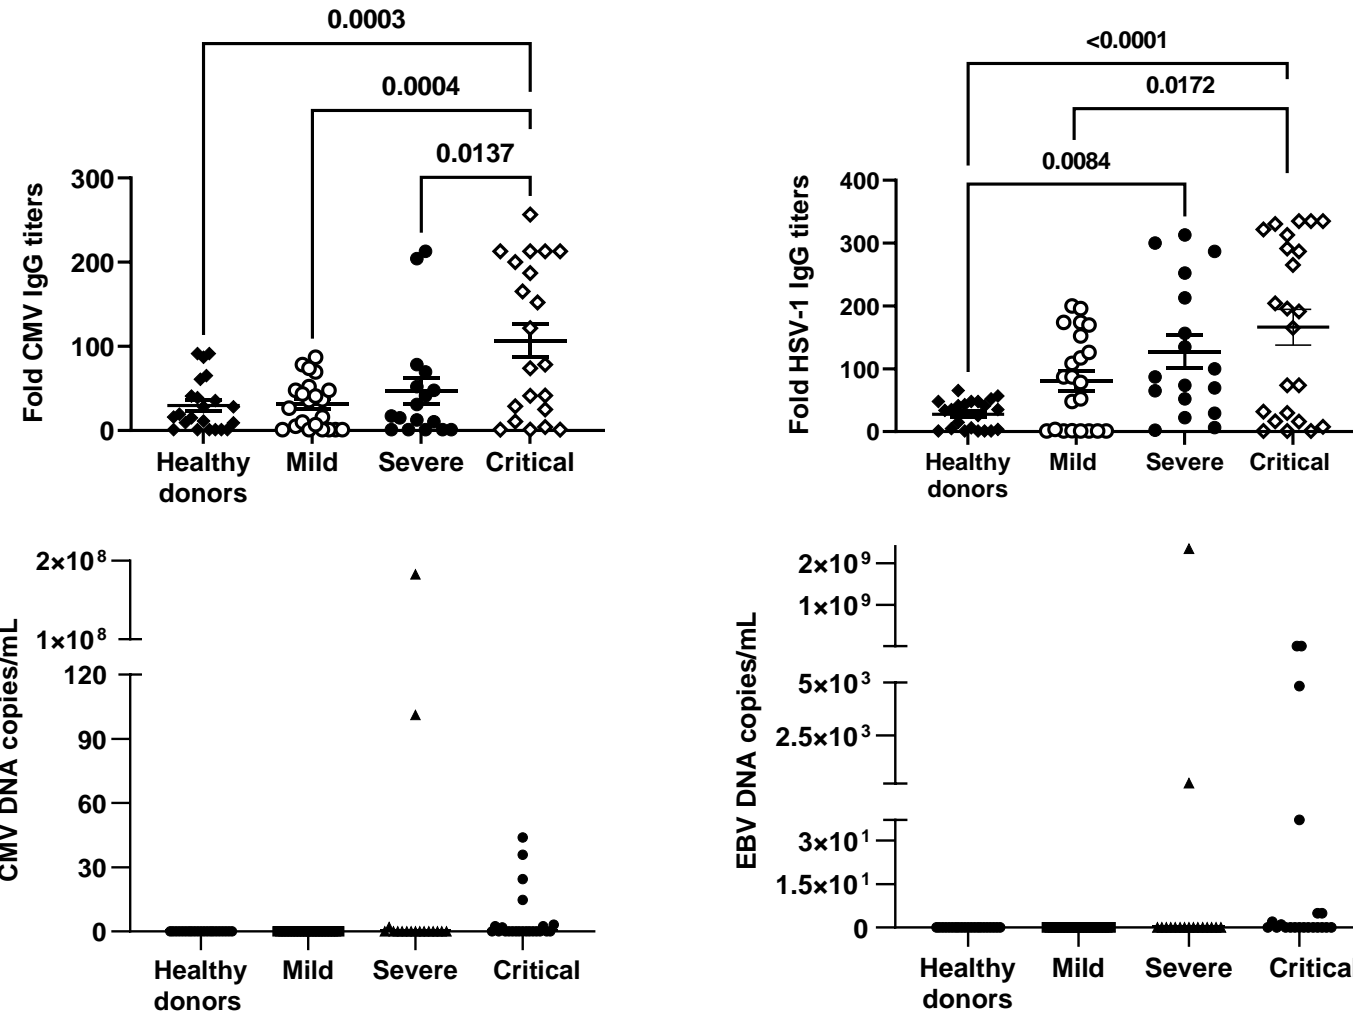 0.0003
0.0004
0.0137
300
200
100
0
Fold CMV IgG titers
Healthy donors
Mild
Severe
Critical
<0.0001
0.0172
0.0084
400
300
200
100
0
Fold HSV-1 IgG titers
Healthy donors
Mild
Severe
Critical
2×10⁸
1×10⁸
120
90
60
30
0
CMV DNA copies/mL
Healthy donors
Mild
Severe
Critical
2×10⁹
1×10⁹
5×10³
2.5×10³
3×10¹
1.5×10¹
0
EBV DNA copies/mL
Healthy donors
Mild
Severe
Critical